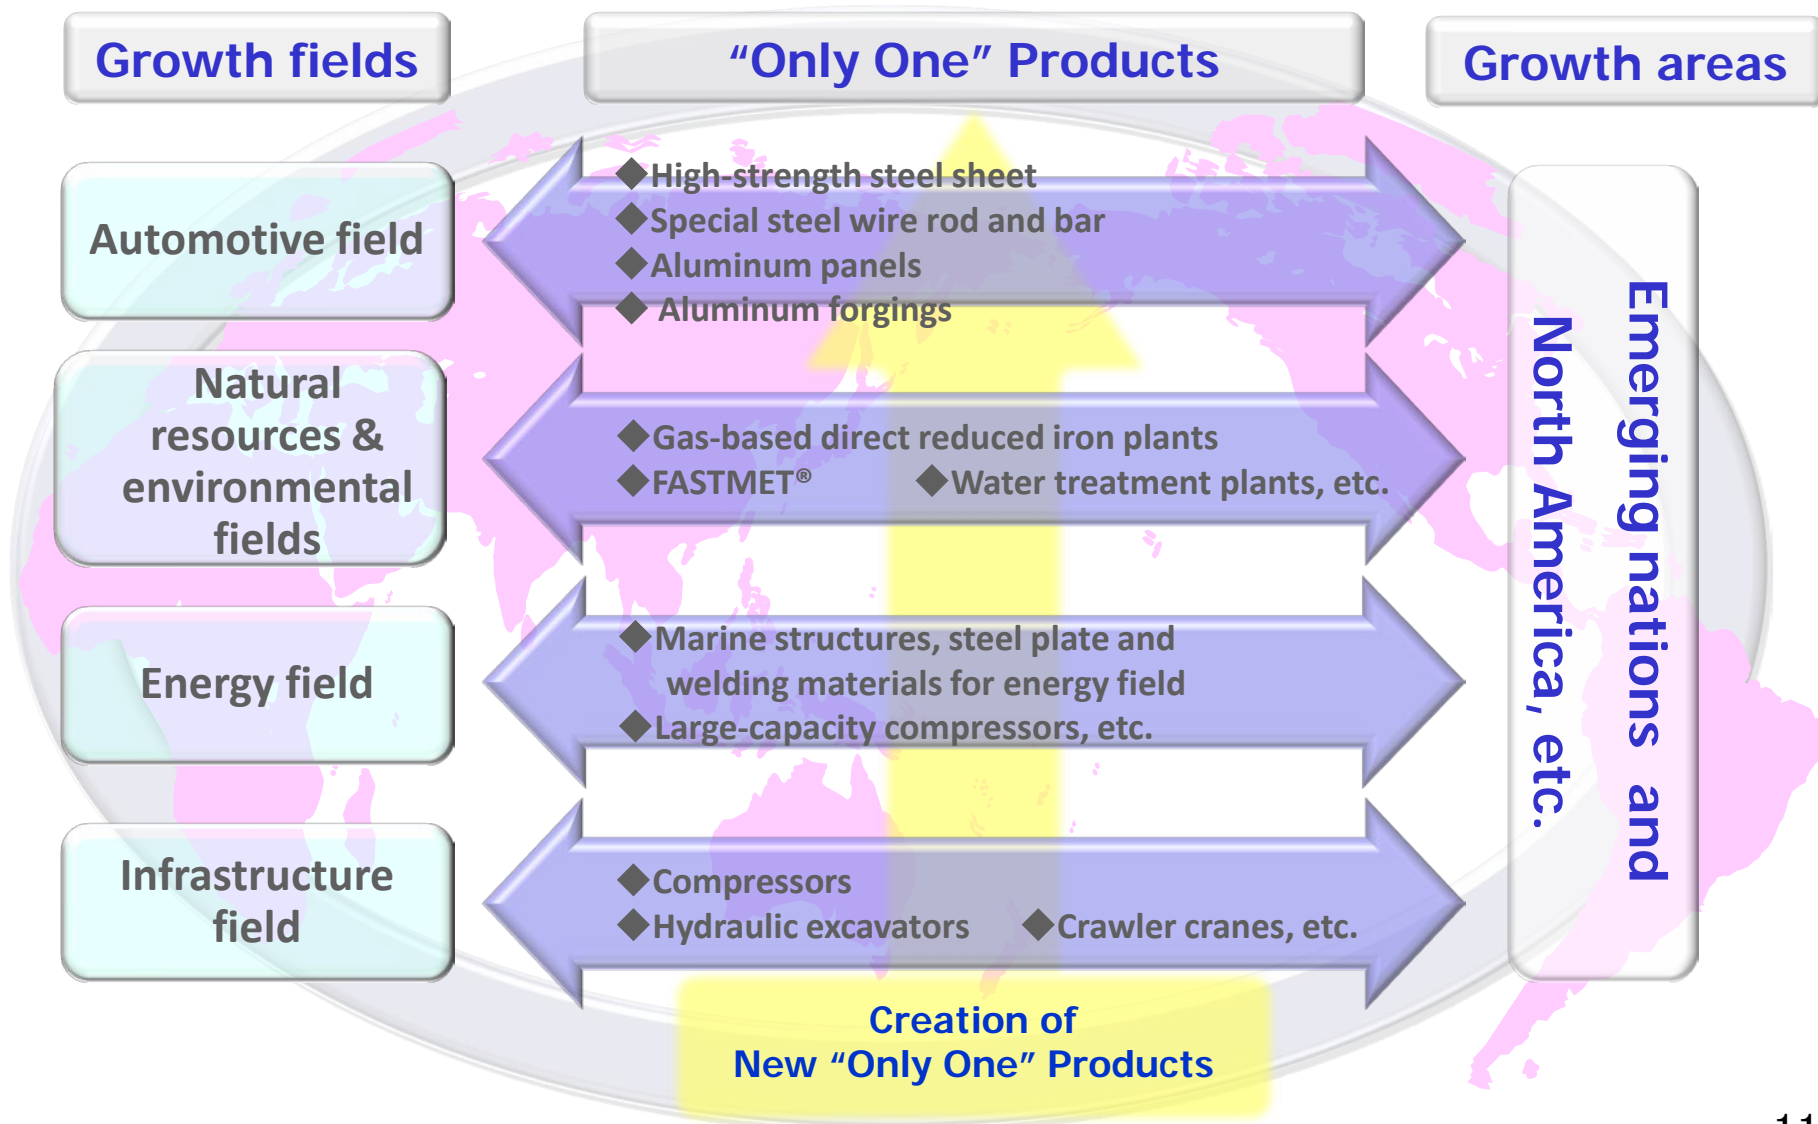 Growth fields
“Only One” Products
Growth areas
Automotive field
◆High-strength steel sheet
◆Special steel wire rod and bar
◆Aluminum panels
◆ Aluminum forgings
Natural
resources &
environmental
fields
◆Gas-based direct reduced iron plants
◆FASTMET® ◆Water treatment plants, etc.
Energy field
◆Marine structures, steel plate and
welding materials for energy field
◆Large-capacity compressors, etc.
Infrastructure
field
◆Compressors
◆Hydraulic excavators ◆Crawler cranes, etc.
Emerging nations and
North America, etc.
Creation of
New “Only One” Products
11